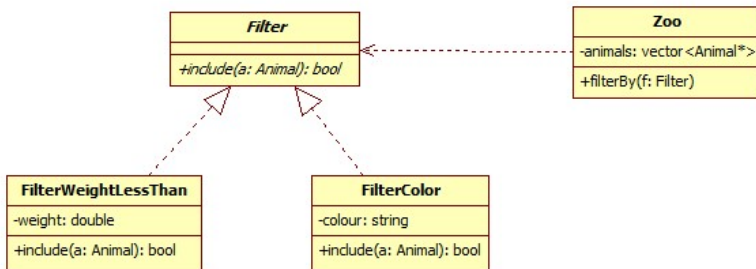 Filter
+include(a: Animal): bool
Zoo
-animals: vector<Animal*>
+filterBy(f: Filter)
FilterWeightLessThan
-weight: double
+include(a: Animal): bool
FilterColor
-colour: string
+include(a: Animal): bool